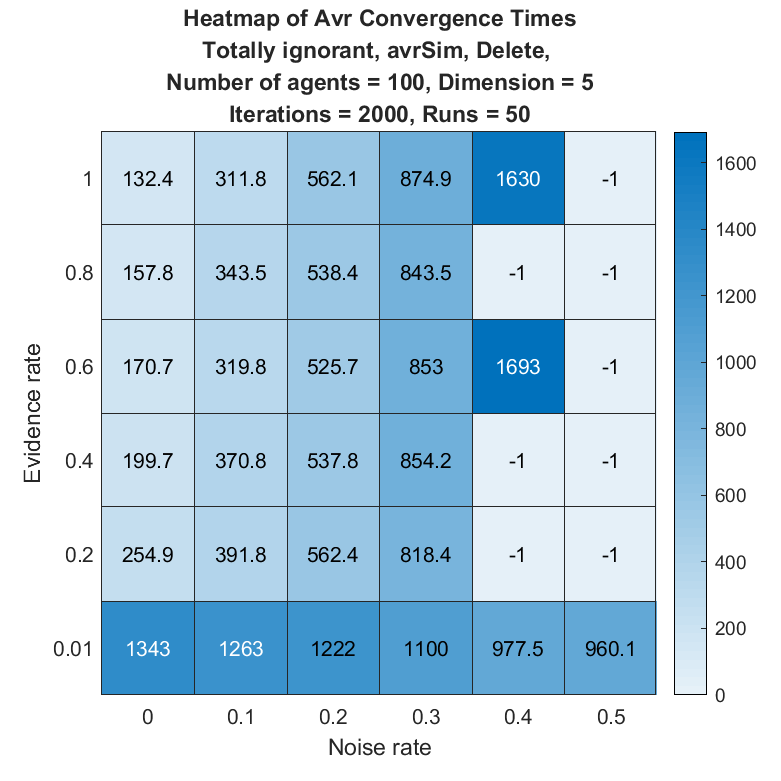 Heatmap of Avr Convergence Times
Totally ignorant, avrSim, Delete,
Number of agents = 100, Dimension = 5
Iterations = 2000, Runs = 50
1 132.4 311.8 562.1 874.9 1630 -1
0.8 157.8 343.5 538.4 843.5 -1 -1
0.6 170.7 319.8 525.7 853 1693 -1
0.4 199.7 370.8 537.8 854.2 -1 -1
0.2 254.9 391.8 562.4 818.4 -1 -1
0.01 1343 1263 1222 1100 977.5 960.1
0 0.1 0.2 0.3 0.4 0.5
Noise rate
Evidence rate
1600
1400
1200
1000
800
600
400
200
0